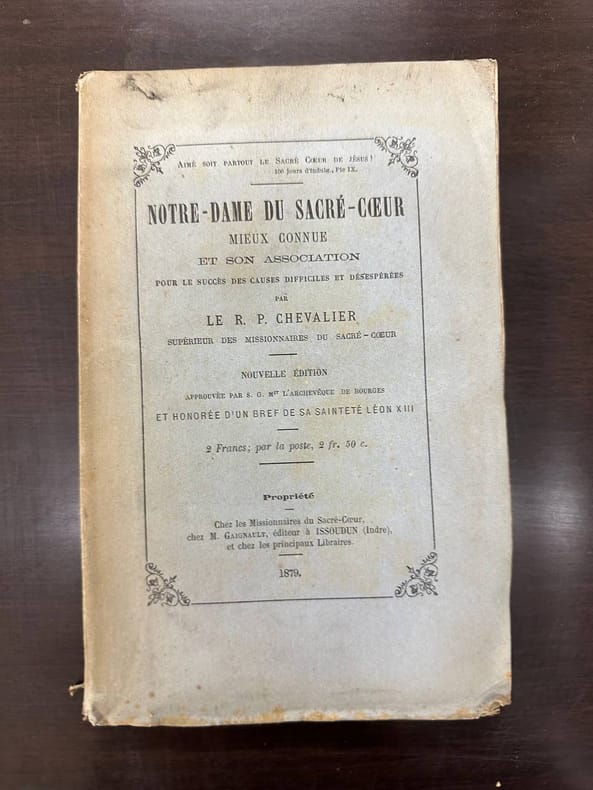 AIMÉ SOIT PARTOUT LE SACRÉ CŒUR DE JÉSUS!
100 jours d'indulg., Pie IX.
NOTRE-DAME DU SACRÉ-CŒUR
MIEUX CONNUE
ET SON ASSOCIATION
POUR LE SUCCÈS DES CAUSES DIFFICILES ET DÉSESPÉRÉES
PAR
LE R. P. CHEVALIER
SUPÉRIEUR DES MISSIONNAIRES DU SACRÉ-CŒUR
NOUVELLE ÉDITION
APPROUVÉE PAR S. G. Mgr L'ARCHEVÊQUE DE BOURGES
ET HONORÉE D'UN BREF DE SA SAINTETÉ LÉON XIII
2 Francs; par la poste, 2 fr. 50 c.
Propriété
Chez les Missionnaires du Sacré-Cœur,
chez M. GAIGNAULT, éditeur à ISSOUDUN (Indre),
et chez les principaux Libraires.
1879.